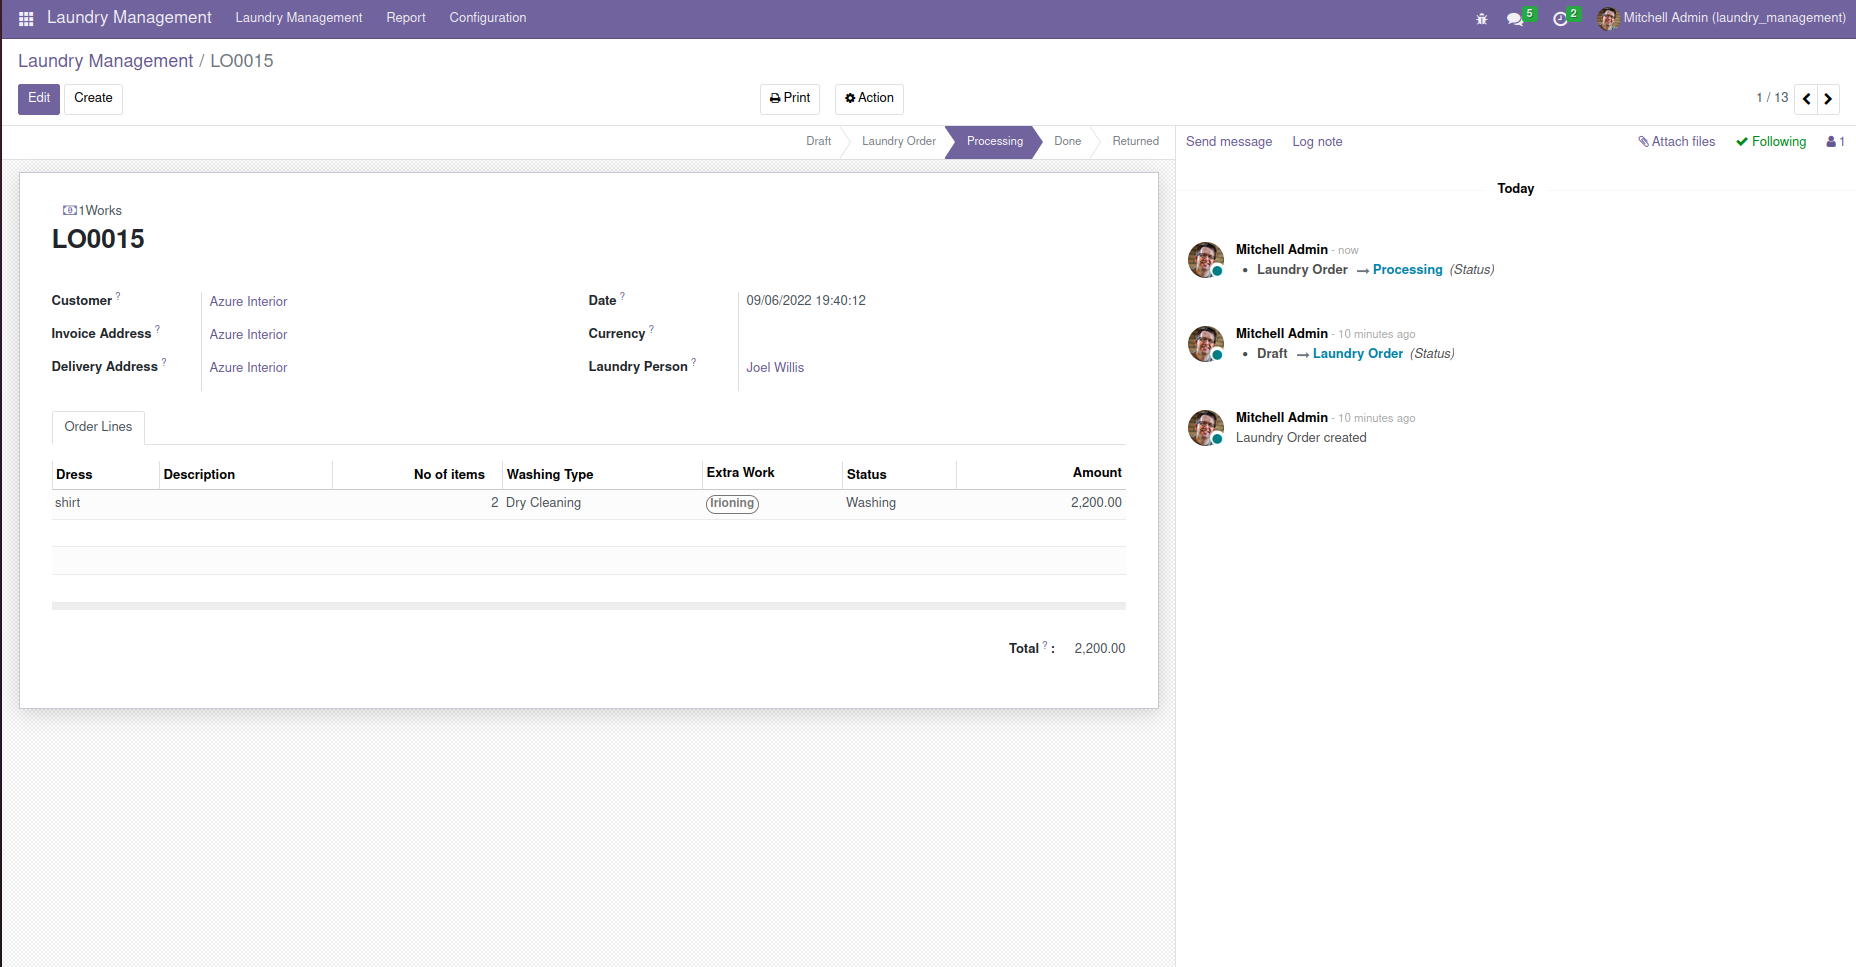 Laundry Management Laundry Management Report Configuration 5 2 Mitchell Admin (laundry_management)
Laundry Management / LO0015
Edit Create Print Action 1 / 13
Draft Laundry Order Processing Done Returned
Send message Log note Attach files Following 1
Today
1Works
LO0015
Customer ? Azure Interior
Invoice Address ? Azure Interior
Delivery Address ? Azure Interior
Date ? 09/06/2022 19:40:12
Currency ?
Laundry Person ? Joel Willis
Order Lines
Dress Description No of items Washing Type Extra Work Status Amount
shirt 2 Dry Cleaning Irioning Washing 2,200.00
Total ? : 2,200.00
Mitchell Admin - now
• Laundry Order → Processing (Status)
Mitchell Admin - 10 minutes ago
• Draft → Laundry Order (Status)
Mitchell Admin - 10 minutes ago
Laundry Order created